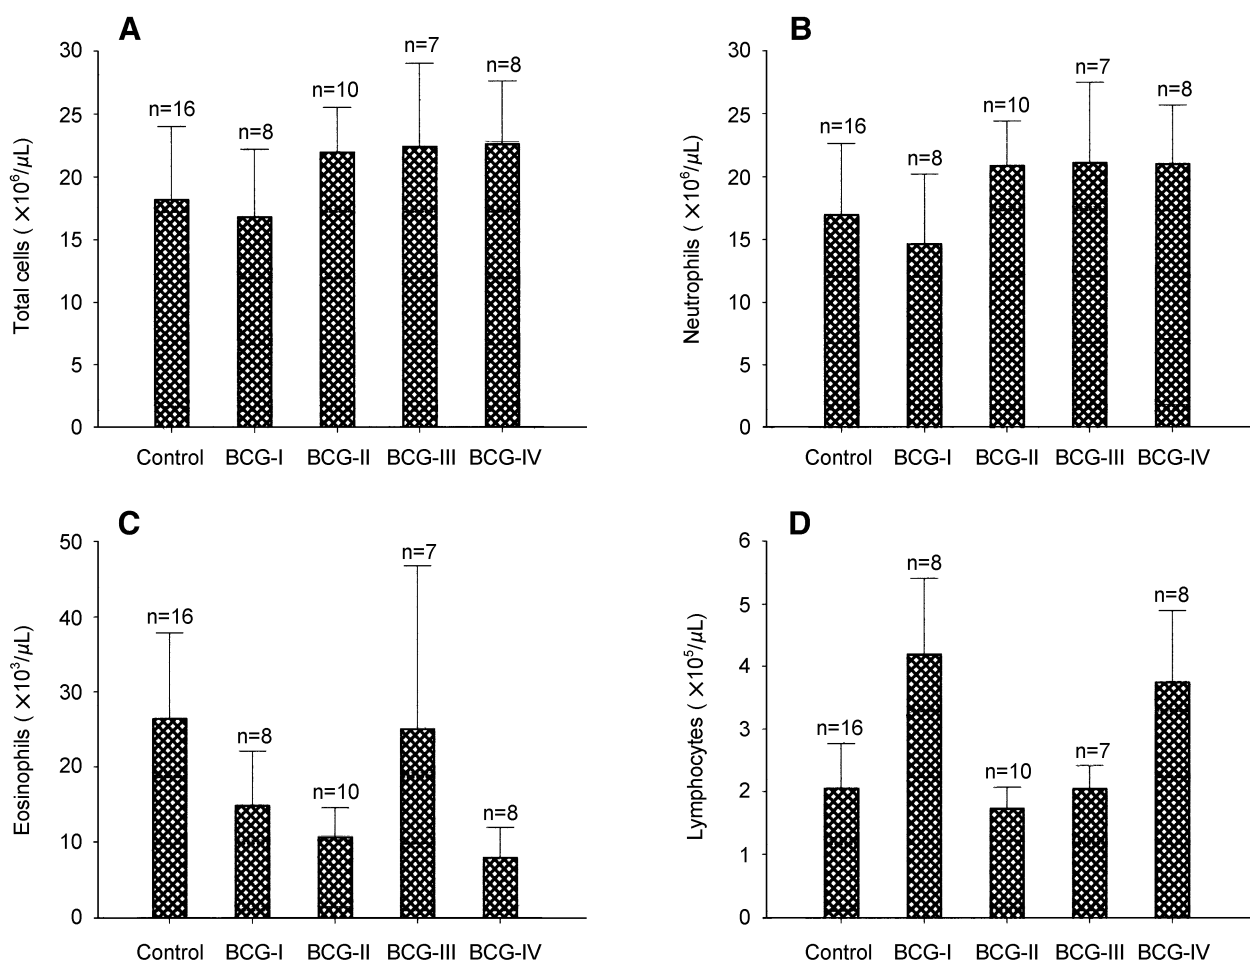 A
30
25
20
15
10
5
0
Total cells ( ×10⁶/μL)
n=16
n=8
n=10
n=7
n=8
Control BCG-I BCG-II BCG-III BCG-IV
B
30
25
20
15
10
5
0
Neutrophils ( ×10⁶/μL)
n=16
n=8
n=10
n=7
n=8
Control BCG-I BCG-II BCG-III BCG-IV
C
50
40
30
20
10
0
Eosinophils ( ×10³/μL)
n=16
n=8
n=10
n=7
n=8
Control BCG-I BCG-II BCG-III BCG-IV
D
6
5
4
3
2
1
0
Lymphocytes ( ×10⁵/μL)
n=16
n=8
n=10
n=7
n=8
Control BCG-I BCG-II BCG-III BCG-IV